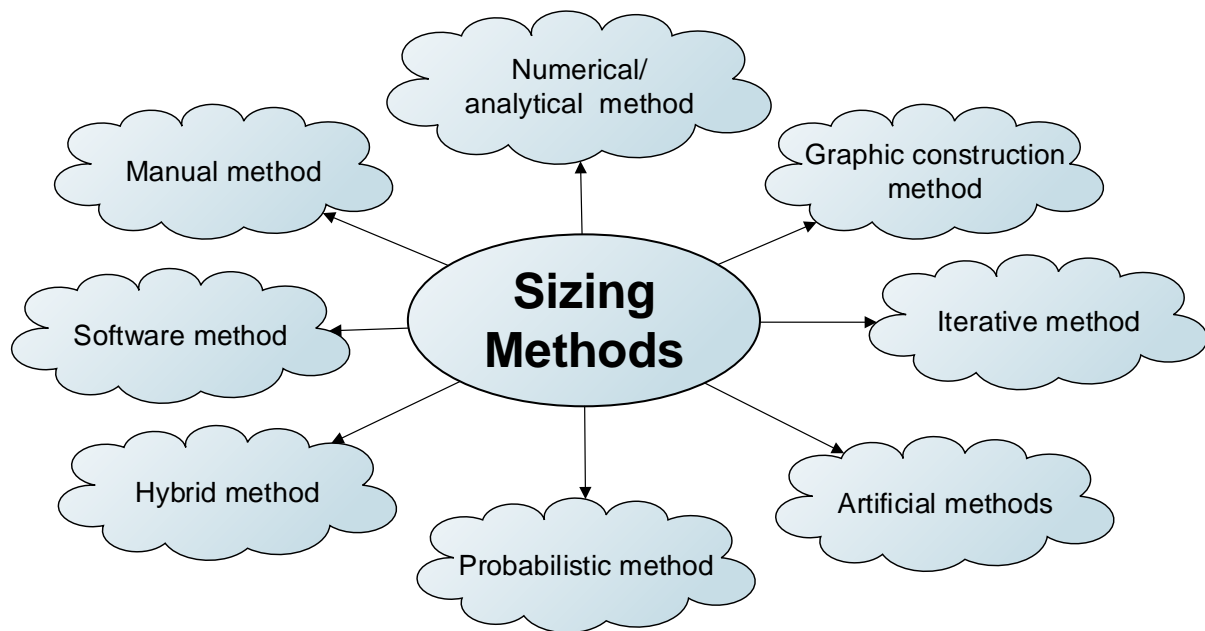 Numerical/
analytical  method
Manual method
Graphic construction
method
Sizing
Methods
Software method
Iterative method
Hybrid method
Artificial methods
Probabilistic method